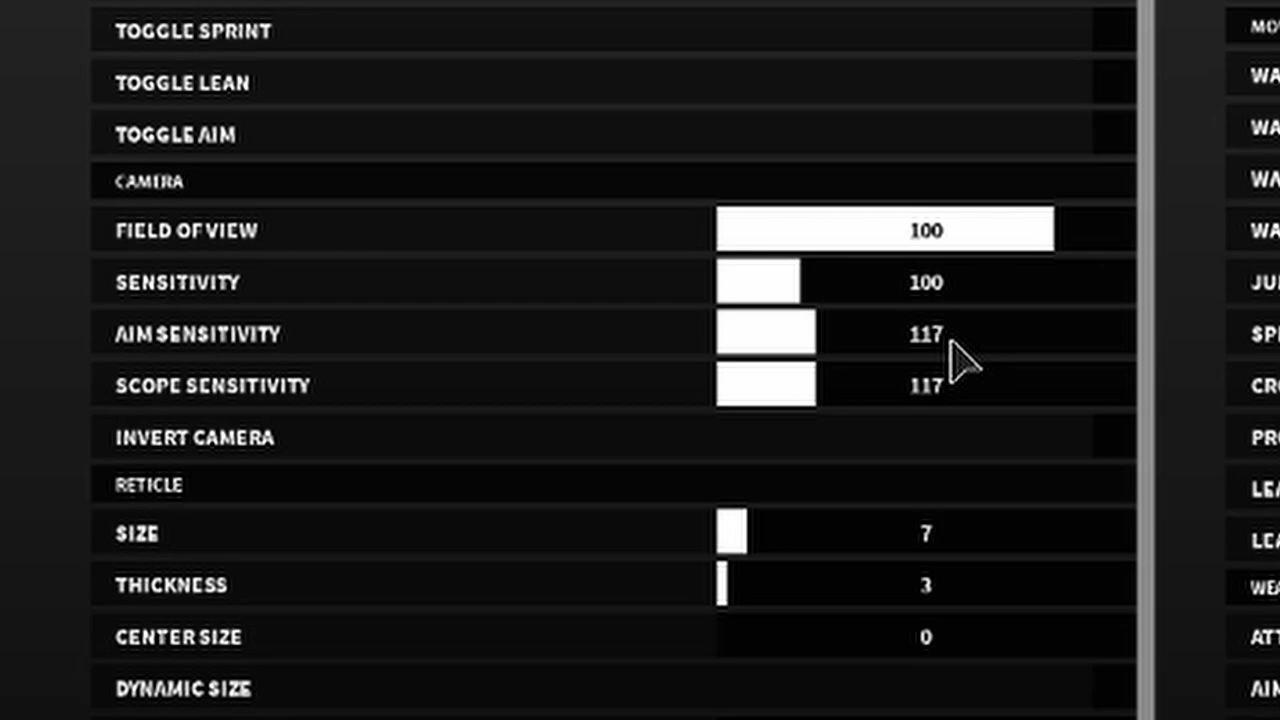 TOGGLE SPRINT
TOGGLE LEAN
TOGGLE AIM
CAMERA
FIELD OF VIEW 100
SENSITIVITY 100
AIM SENSITIVITY 117
SCOPE SENSITIVITY 117
INVERT CAMERA
RETICLE
SIZE 7
THICKNESS 3
CENTER SIZE 0
DYNAMIC SIZE